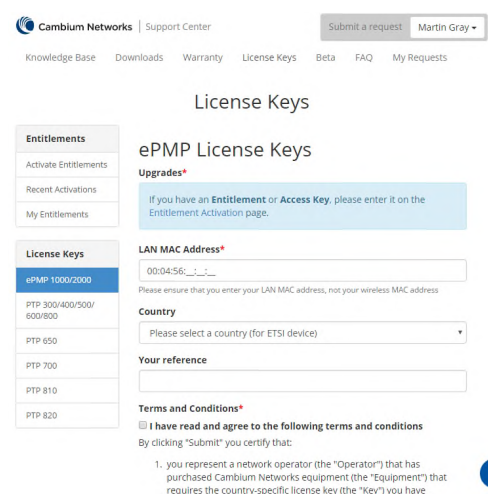 Cambium Networks | Support Center
Submit a request
Martin Gray
Knowledge Base Downloads Warranty License Keys Beta FAQ My Requests
License Keys
Entitlements
Activate Entitlements
Recent Activations
My Entitlements
License Keys
ePMP 1000/2000
PTP 300/400/500/
600/800
PTP 650
PTP 700
PTP 810
PTP 820
ePMP License Keys
Upgrades*
If you have an Entitlement or Access Key, please enter it on the
Entitlement Activation page.
LAN MAC Address*
00:04:56:__:__:__
Please ensure that you enter your LAN MAC address, not your wireless MAC address
Country
Please select a country (for ETSI device)
Your reference
Terms and Conditions*
I have read and agree to the following terms and conditions
By clicking "Submit" you certify that:
1. you represent a network operator (the "Operator") that has
purchased Cambium Networks equipment (the "Equipment") that
requires the country-specific license key (the "Key") you have